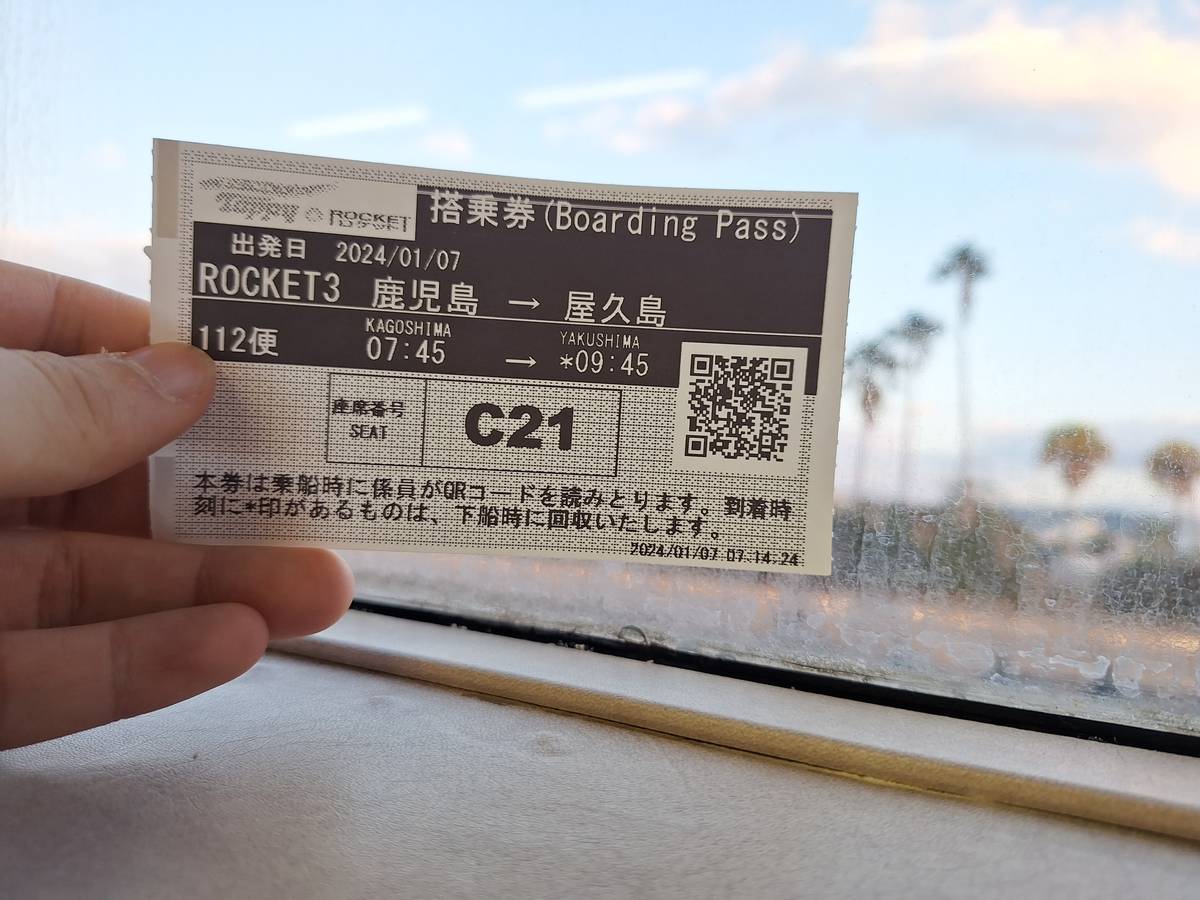 TOPPY ROCKET
搭乗券(Boarding Pass)
出発日 2024/01/07
ROCKET3 鹿児島 → 屋久島
KAGOSHIMA YAKUSHIMA
112便 07:45 → *09:45
座席番号
SEAT
C21
本券は乗船時に係員がQRコードを読みとります。到着時
刻に*印があるものは、下船時に回収いたします。
2024/01/07 07:14:24